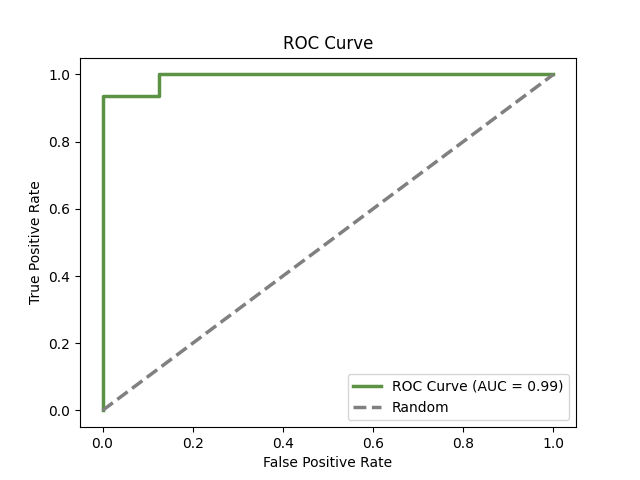 ROC Curve
True Positive Rate
1.0
0.8
0.6
0.4
0.2
0.0
ROC Curve (AUC = 0.99)
Random
0.0 0.2 0.4 0.6 0.8 1.0
False Positive Rate